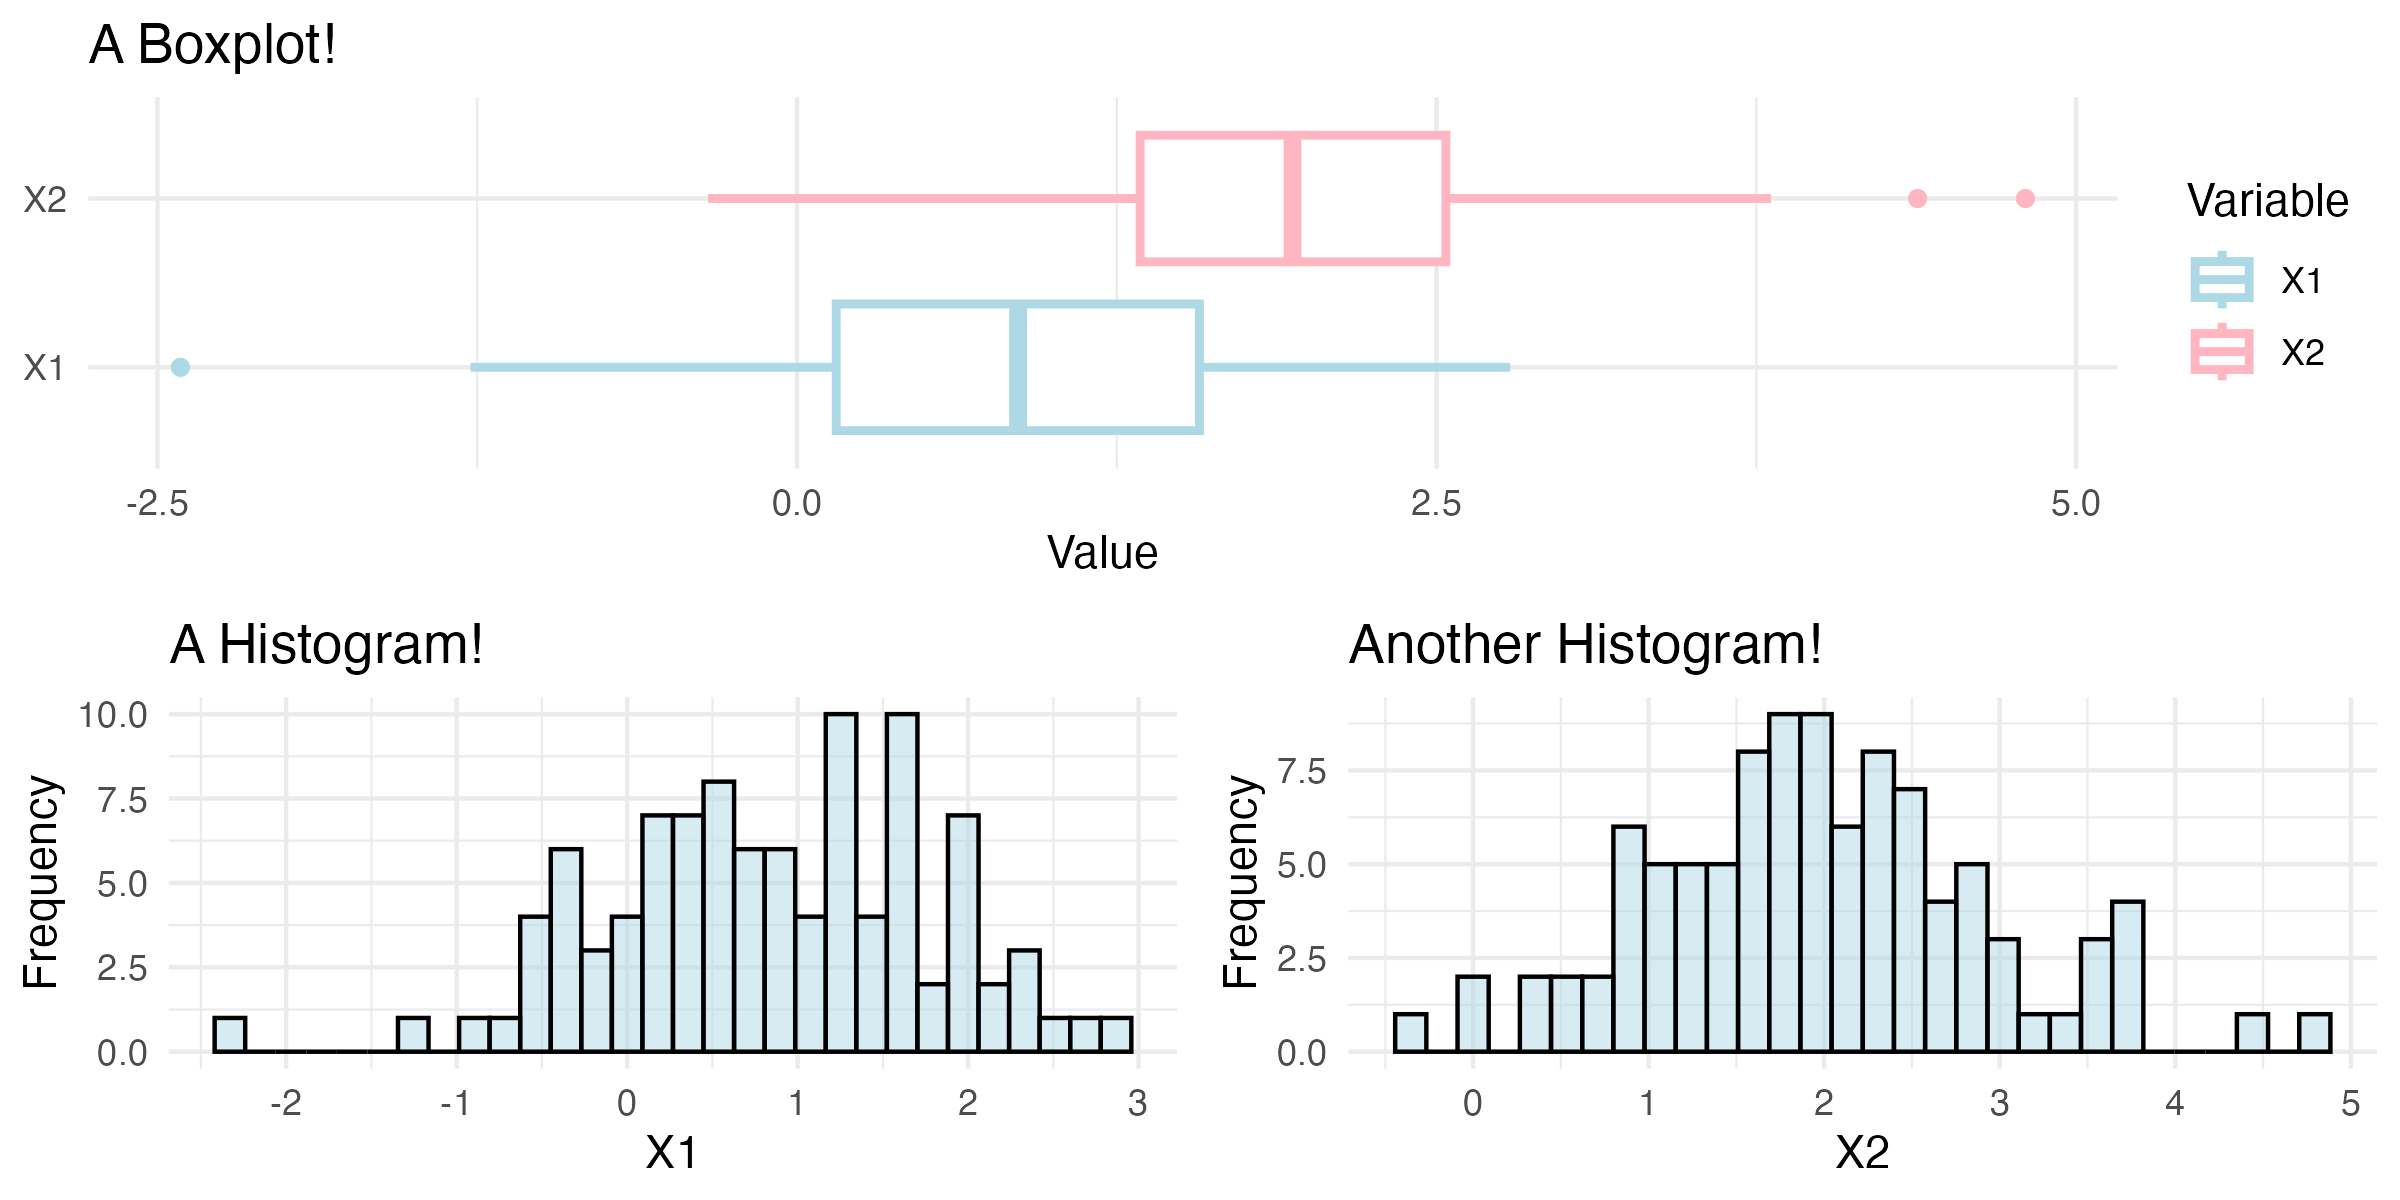 A Boxplot!
X2
X1
-2.5 0.0 2.5 5.0
Value
Variable
X1
X2
A Histogram!
Frequency
10.0
7.5
5.0
2.5
0.0
-2 -1 0 1 2 3
X1
Another Histogram!
Frequency
7.5
5.0
2.5
0.0
0 1 2 3 4 5
X2